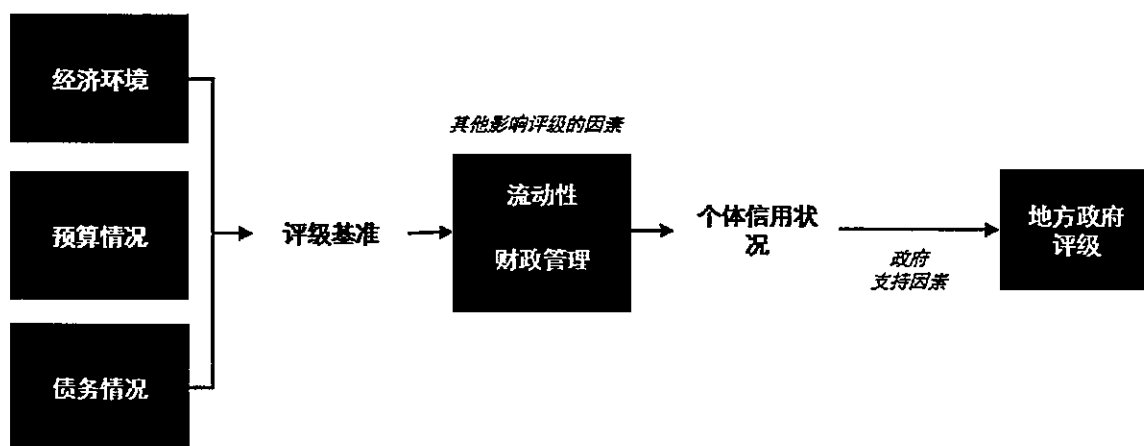 经济环境
预算情况
债务情况
评级基准
其他影响评级的因素
流动性
财政管理
个体信用状
况
政府
支持因素
地方政府
评级